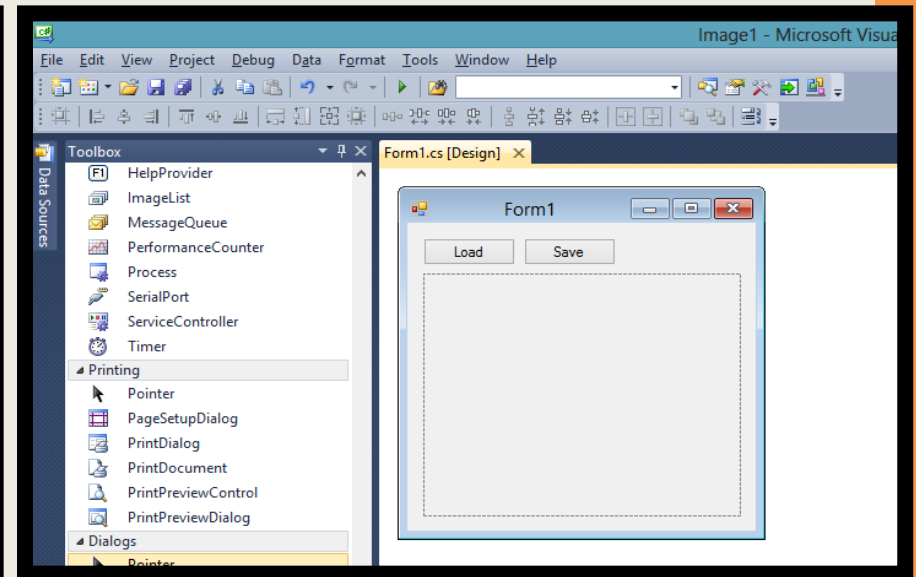 Image1 - Microsoft Visua
File Edit View Project Debug Data Format Tools Window Help
Data Sources
Toolbox
HelpProvider
ImageList
MessageQueue
PerformanceCounter
Process
SerialPort
ServiceController
Timer
Printing
Pointer
PageSetupDialog
PrintDialog
PrintDocument
PrintPreviewControl
PrintPreviewDialog
Dialogs
Pointer
Form1.cs [Design]
Form1
Load Save